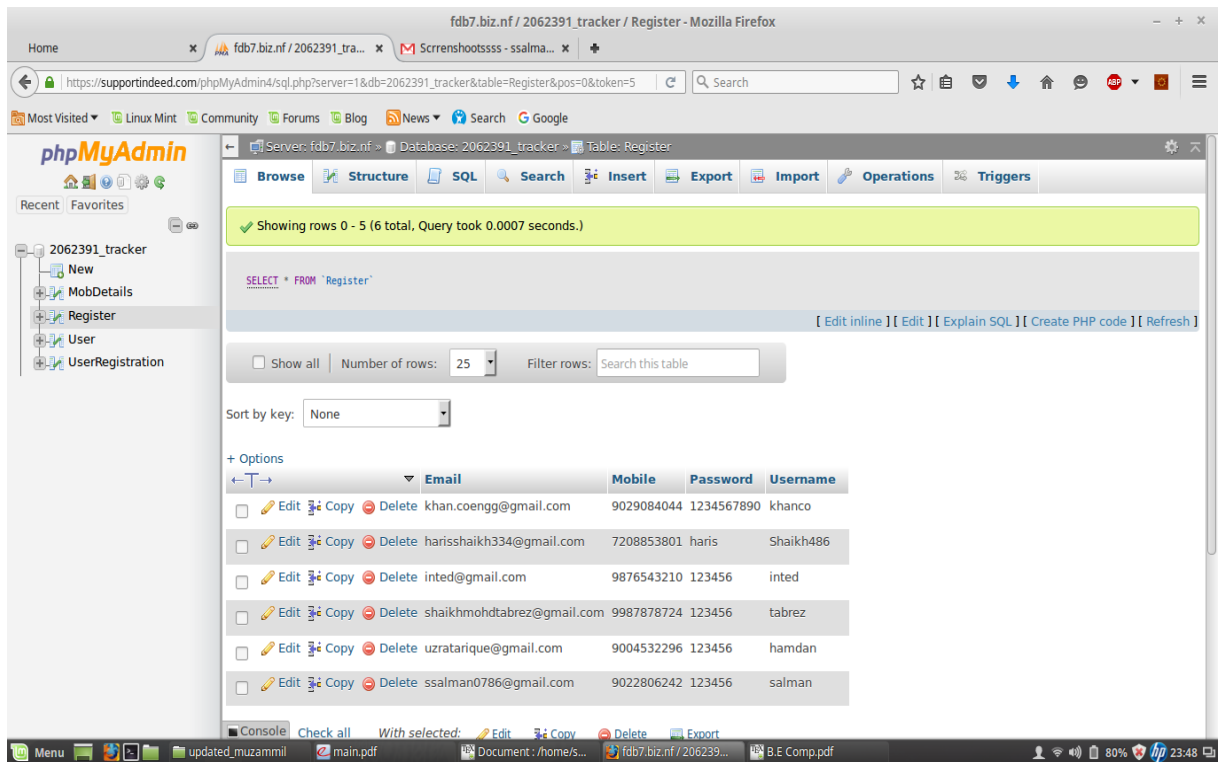 fdb7.biz.nf / 2062391_tracker / Register - Mozilla Firefox
Home
fdb7.biz.nf / 2062391_tra...
Scrrenshootssss - ssalma...
https://supportindeed.com/phpMyAdmin4/sql.php?server=1&db=2062391_tracker&table=Register&pos=0&token=5
Search
ABP
Most Visited Linux Mint Community Forums Blog News Search Google
phpMyAdmin
Recent Favorites
2062391_tracker
New
MobDetails
Register
User
UserRegistration
Server: fdb7.biz.nf » Database: 2062391_tracker » Table: Register
Browse Structure SQL Search Insert Export Import Operations Triggers
Showing rows 0 - 5 (6 total, Query took 0.0007 seconds.)
SELECT * FROM `Register`
[ Edit inline ] [ Edit ] [ Explain SQL ] [ Create PHP code ] [ Refresh ]
Show all Number of rows: 25 Filter rows: Search this table
Sort by key: None
+ Options
←T→ Email Mobile Password Username
Edit Copy Delete khan.coengg@gmail.com 9029084044 1234567890 khanco
Edit Copy Delete harisshaikh334@gmail.com 7208853801 haris Shaikh486
Edit Copy Delete inted@gmail.com 9876543210 123456 inted
Edit Copy Delete shaikhmohdtabrez@gmail.com 9987878724 123456 tabrez
Edit Copy Delete uzratarique@gmail.com 9004532296 123456 hamdan
Edit Copy Delete ssalman0786@gmail.com 9022806242 123456 salman
Console Check all With selected: Edit Copy Delete Export
Menu updated_muzammil main.pdf Document : /home/s... fdb7.biz.nf / 206239... B.E Comp.pdf 80% hp 23:48